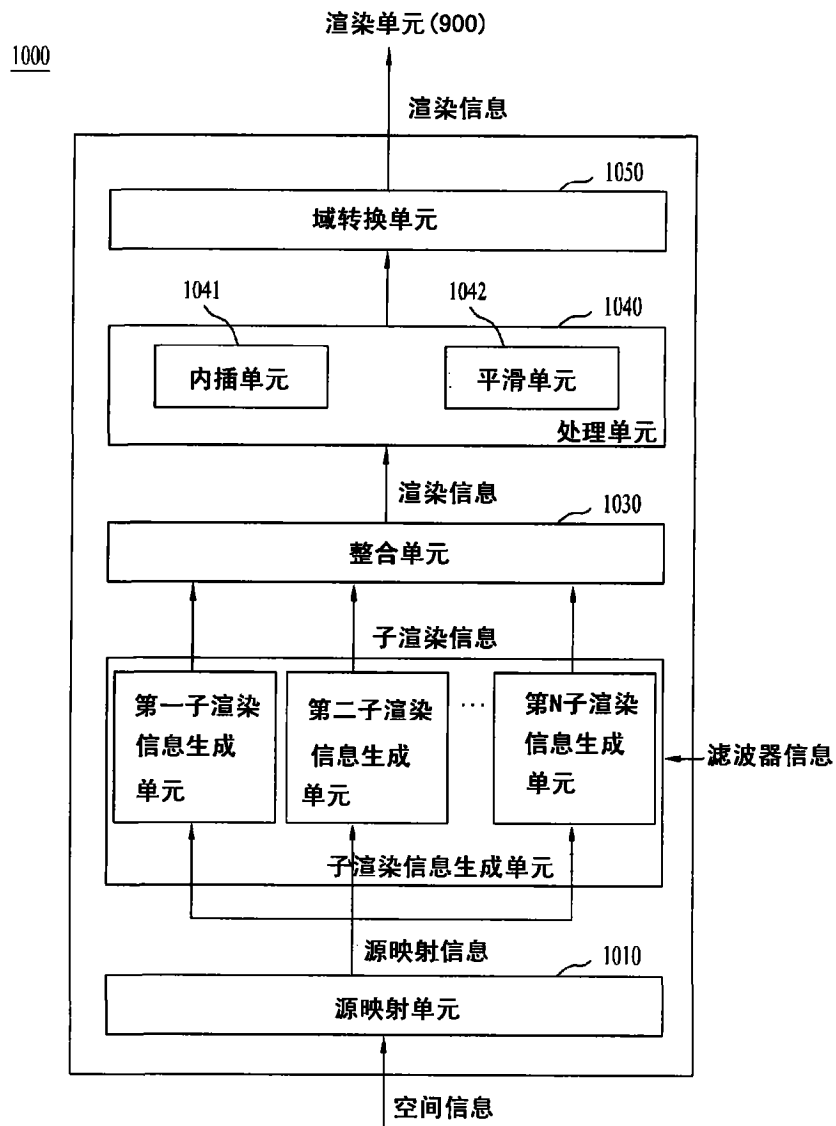 渲染单元(900)
1000
渲染信息
1050
域转换单元
1041
1042
1040
内插单元
平滑单元
处理单元
渲染信息
1030
整合单元
子渲染信息
第一子渲染
信息生成
单元
第二子渲染
信息生成
单元
...
第N子渲染
信息生成
单元
滤波器信息
子渲染信息生成单元
源映射信息
1010
源映射单元
空间信息